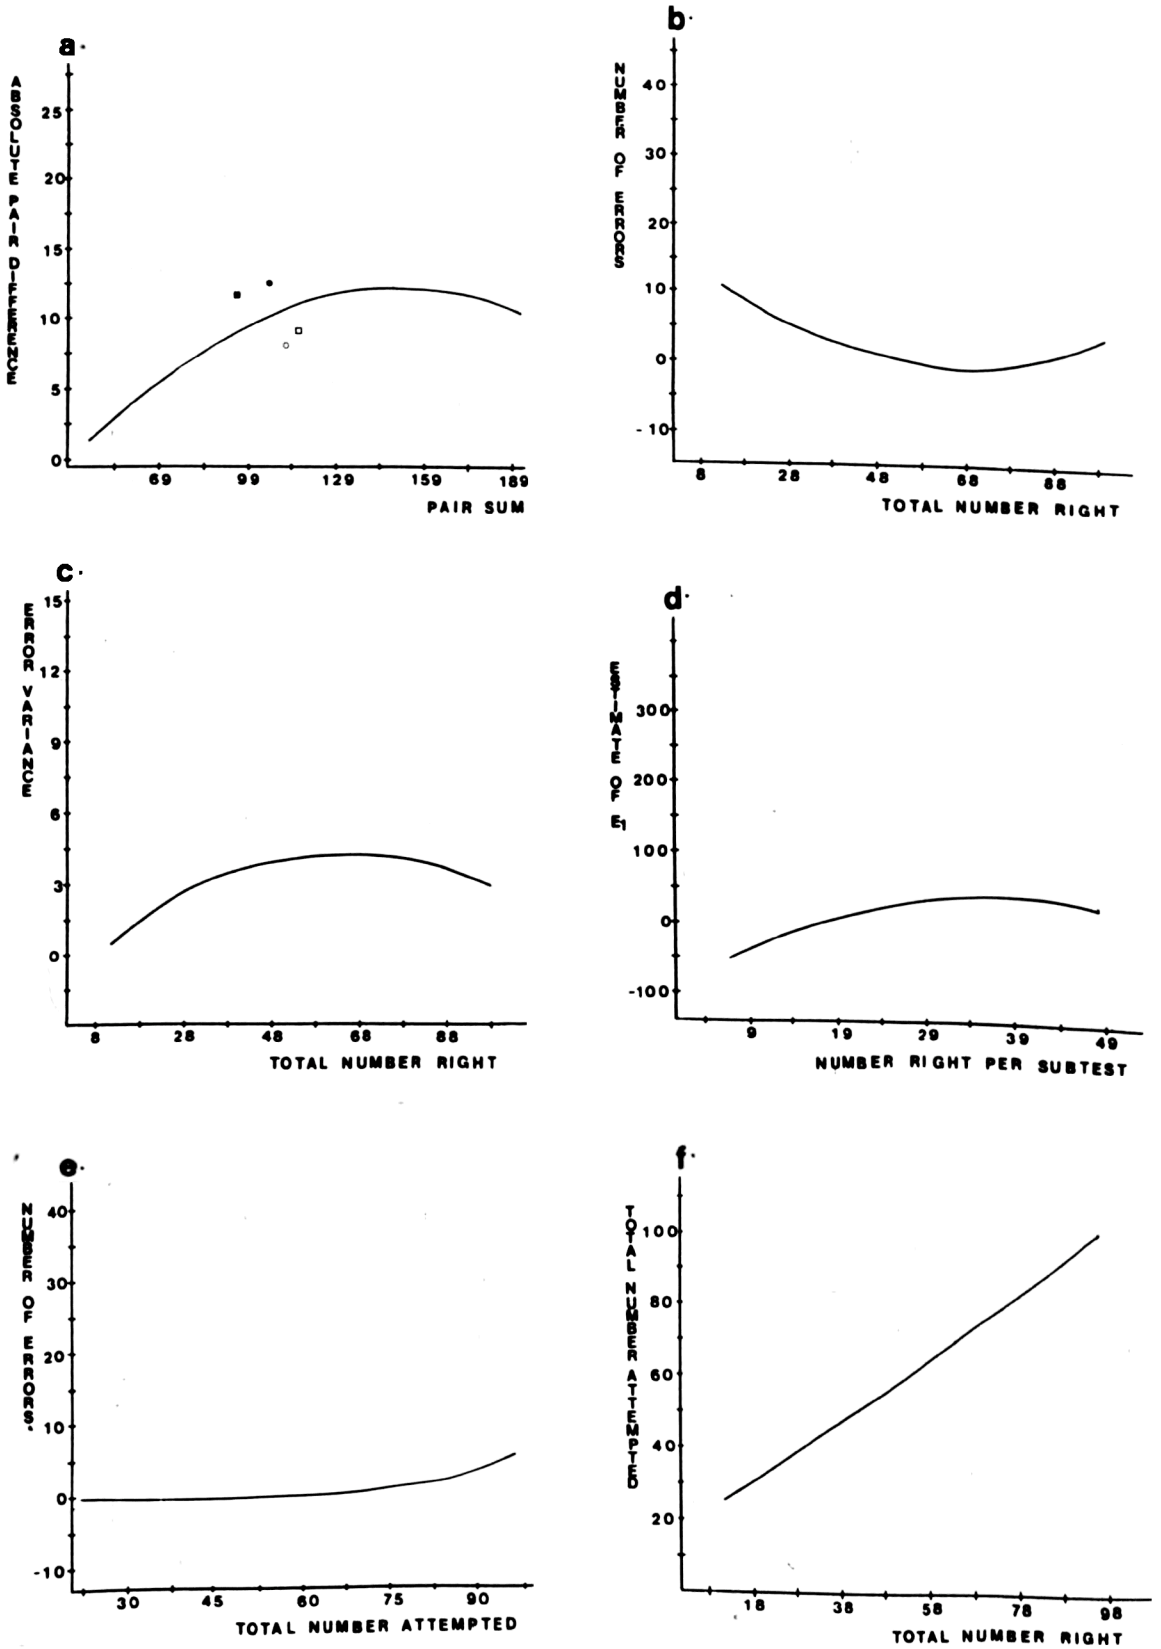 a.
ABSOLUTE PAIR DIFFERENCE
25
20
15
10
5
0
69 99 129 159 189
PAIR SUM
b.
NUMBER OF ERRORS
40
30
20
10
0
-10
8 28 48 68 88
TOTAL NUMBER RIGHT
c.
ERROR VARIANCE
15
12
9
6
3
0
8 28 48 68 88
TOTAL NUMBER RIGHT
d.
ESTIMATE OF E1
300
200
100
0
-100
9 19 29 39 49
NUMBER RIGHT PER SUBTEST
e.
NUMBER OF ERRORS.
40
30
20
10
0
-10
30 45 60 75 90
TOTAL NUMBER ATTEMPTED
f.
TOTAL NUMBER ATTEMPTED
100
80
60
40
20
18 38 58 78 98
TOTAL NUMBER RIGHT